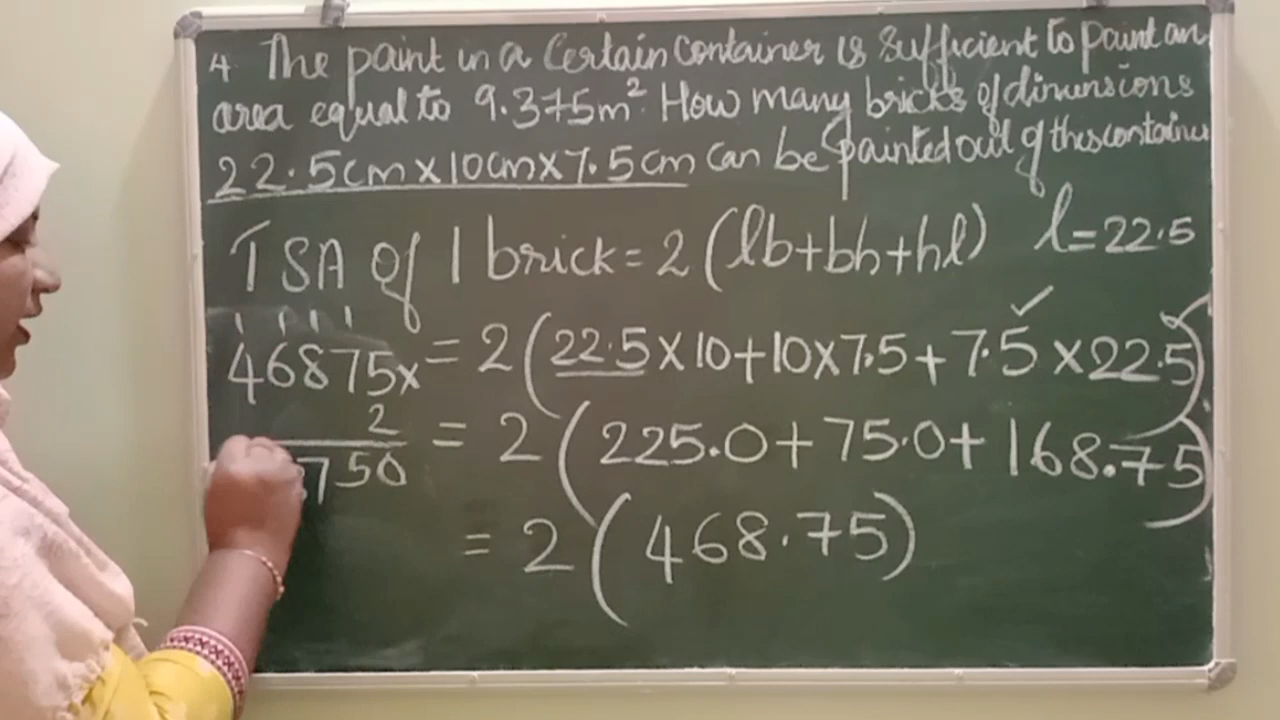 4 The paint in a Certain Container is Sufficient to paint an
area equal to 9.375m². How many bricks of dimensions
22.5cm×10cm×7.5cm can be painted out of this container
TSA of 1 brick = 2 (lb+bh+hl) l=22.5
= 2 (22.5×10+10×7.5+7.5×22.5)
46875×
2
750
= 2 (225.0+75.0+168.75)
= 2 (468.75)